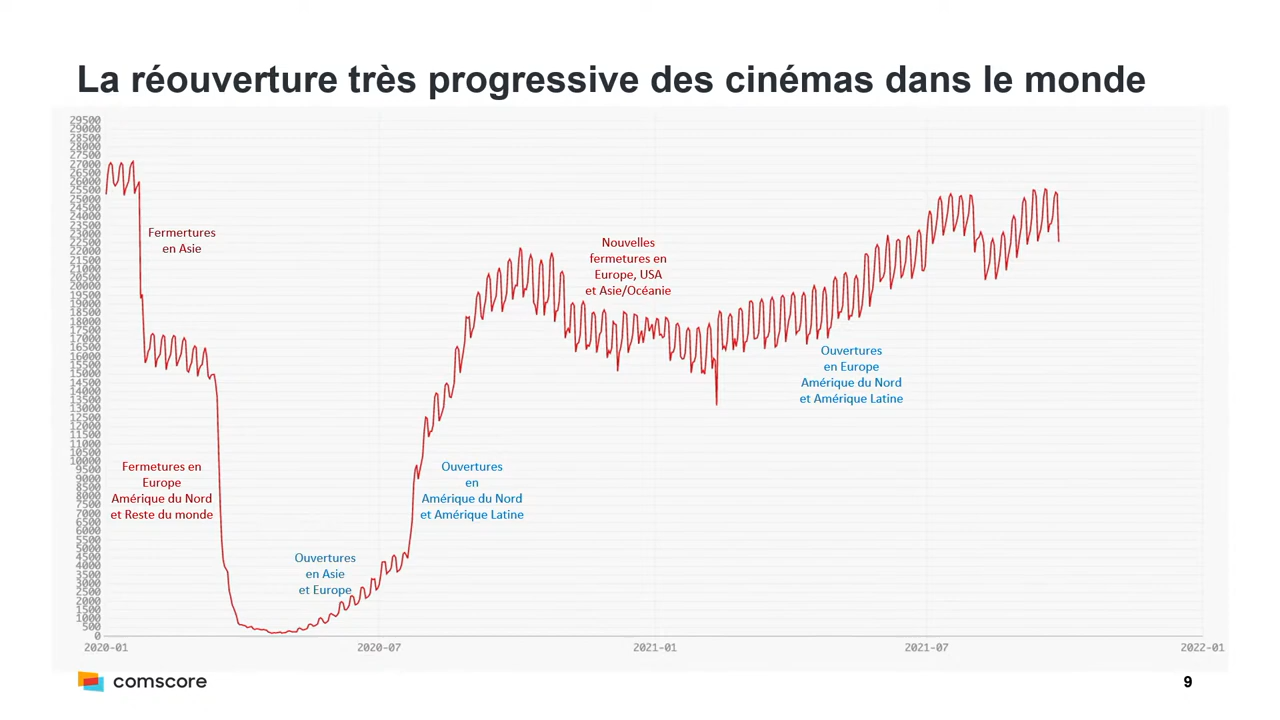 La réouverture très progressive des cinémas dans le monde
29500
29000
28500
28000
27500
27000
26500
26000
25500
25000
24500
24000
23500
23000
22500
22000
21500
21000
20500
20000
19500
19000
18500
18000
17500
17000
16500
16000
15500
15000
14500
14000
13500
13000
12500
12000
11500
11000
10500
10000
9500
9000
8500
8000
7500
7000
6500
6000
5500
5000
4500
4000
3500
3000
2500
2000
1500
1000
500
0
Fermertures
en Asie
Fermetures en
Europe
Amérique du Nord
et Reste du monde
Ouvertures
en Asie
et Europe
Ouvertures
en
Amérique du Nord
et Amérique Latine
Nouvelles
fermetures en
Europe, USA
et Asie/Océanie
Ouvertures
en Europe
Amérique du Nord
et Amérique Latine
2020-01
2020-07
2021-01
2021-07
2022-01
comscore
9